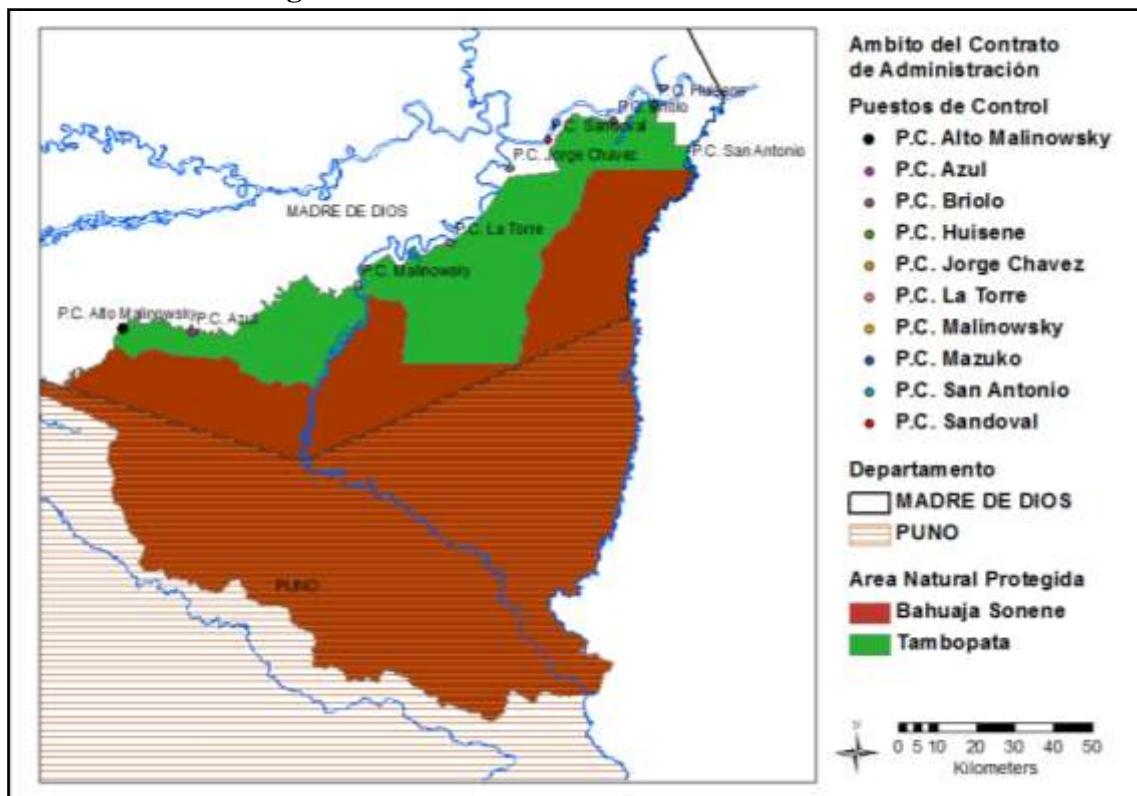 P.C. Huisene
P.C. Briolo
P.C. Sandoval
P.C. Jorge Chavez
P.C. San Antonio
MADRE DE DIOS
P.C. La Torre
P.C. Malinowsky
P.C. Alto Malinowsky
P.C. Azul
PUNO
Ambito del Contrato
de Administración
Puestos de Control
P.C. Alto Malinowsky
P.C. Azul
P.C. Briolo
P.C. Huisene
P.C. Jorge Chavez
P.C. La Torre
P.C. Malinowsky
P.C. Mazuko
P.C. San Antonio
P.C. Sandoval
Departamento
MADRE DE DIOS
PUNO
Area Natural Protegida
Bahuaja Sonene
Tambopata
0 5 10 20 30 40 50
Kilometers